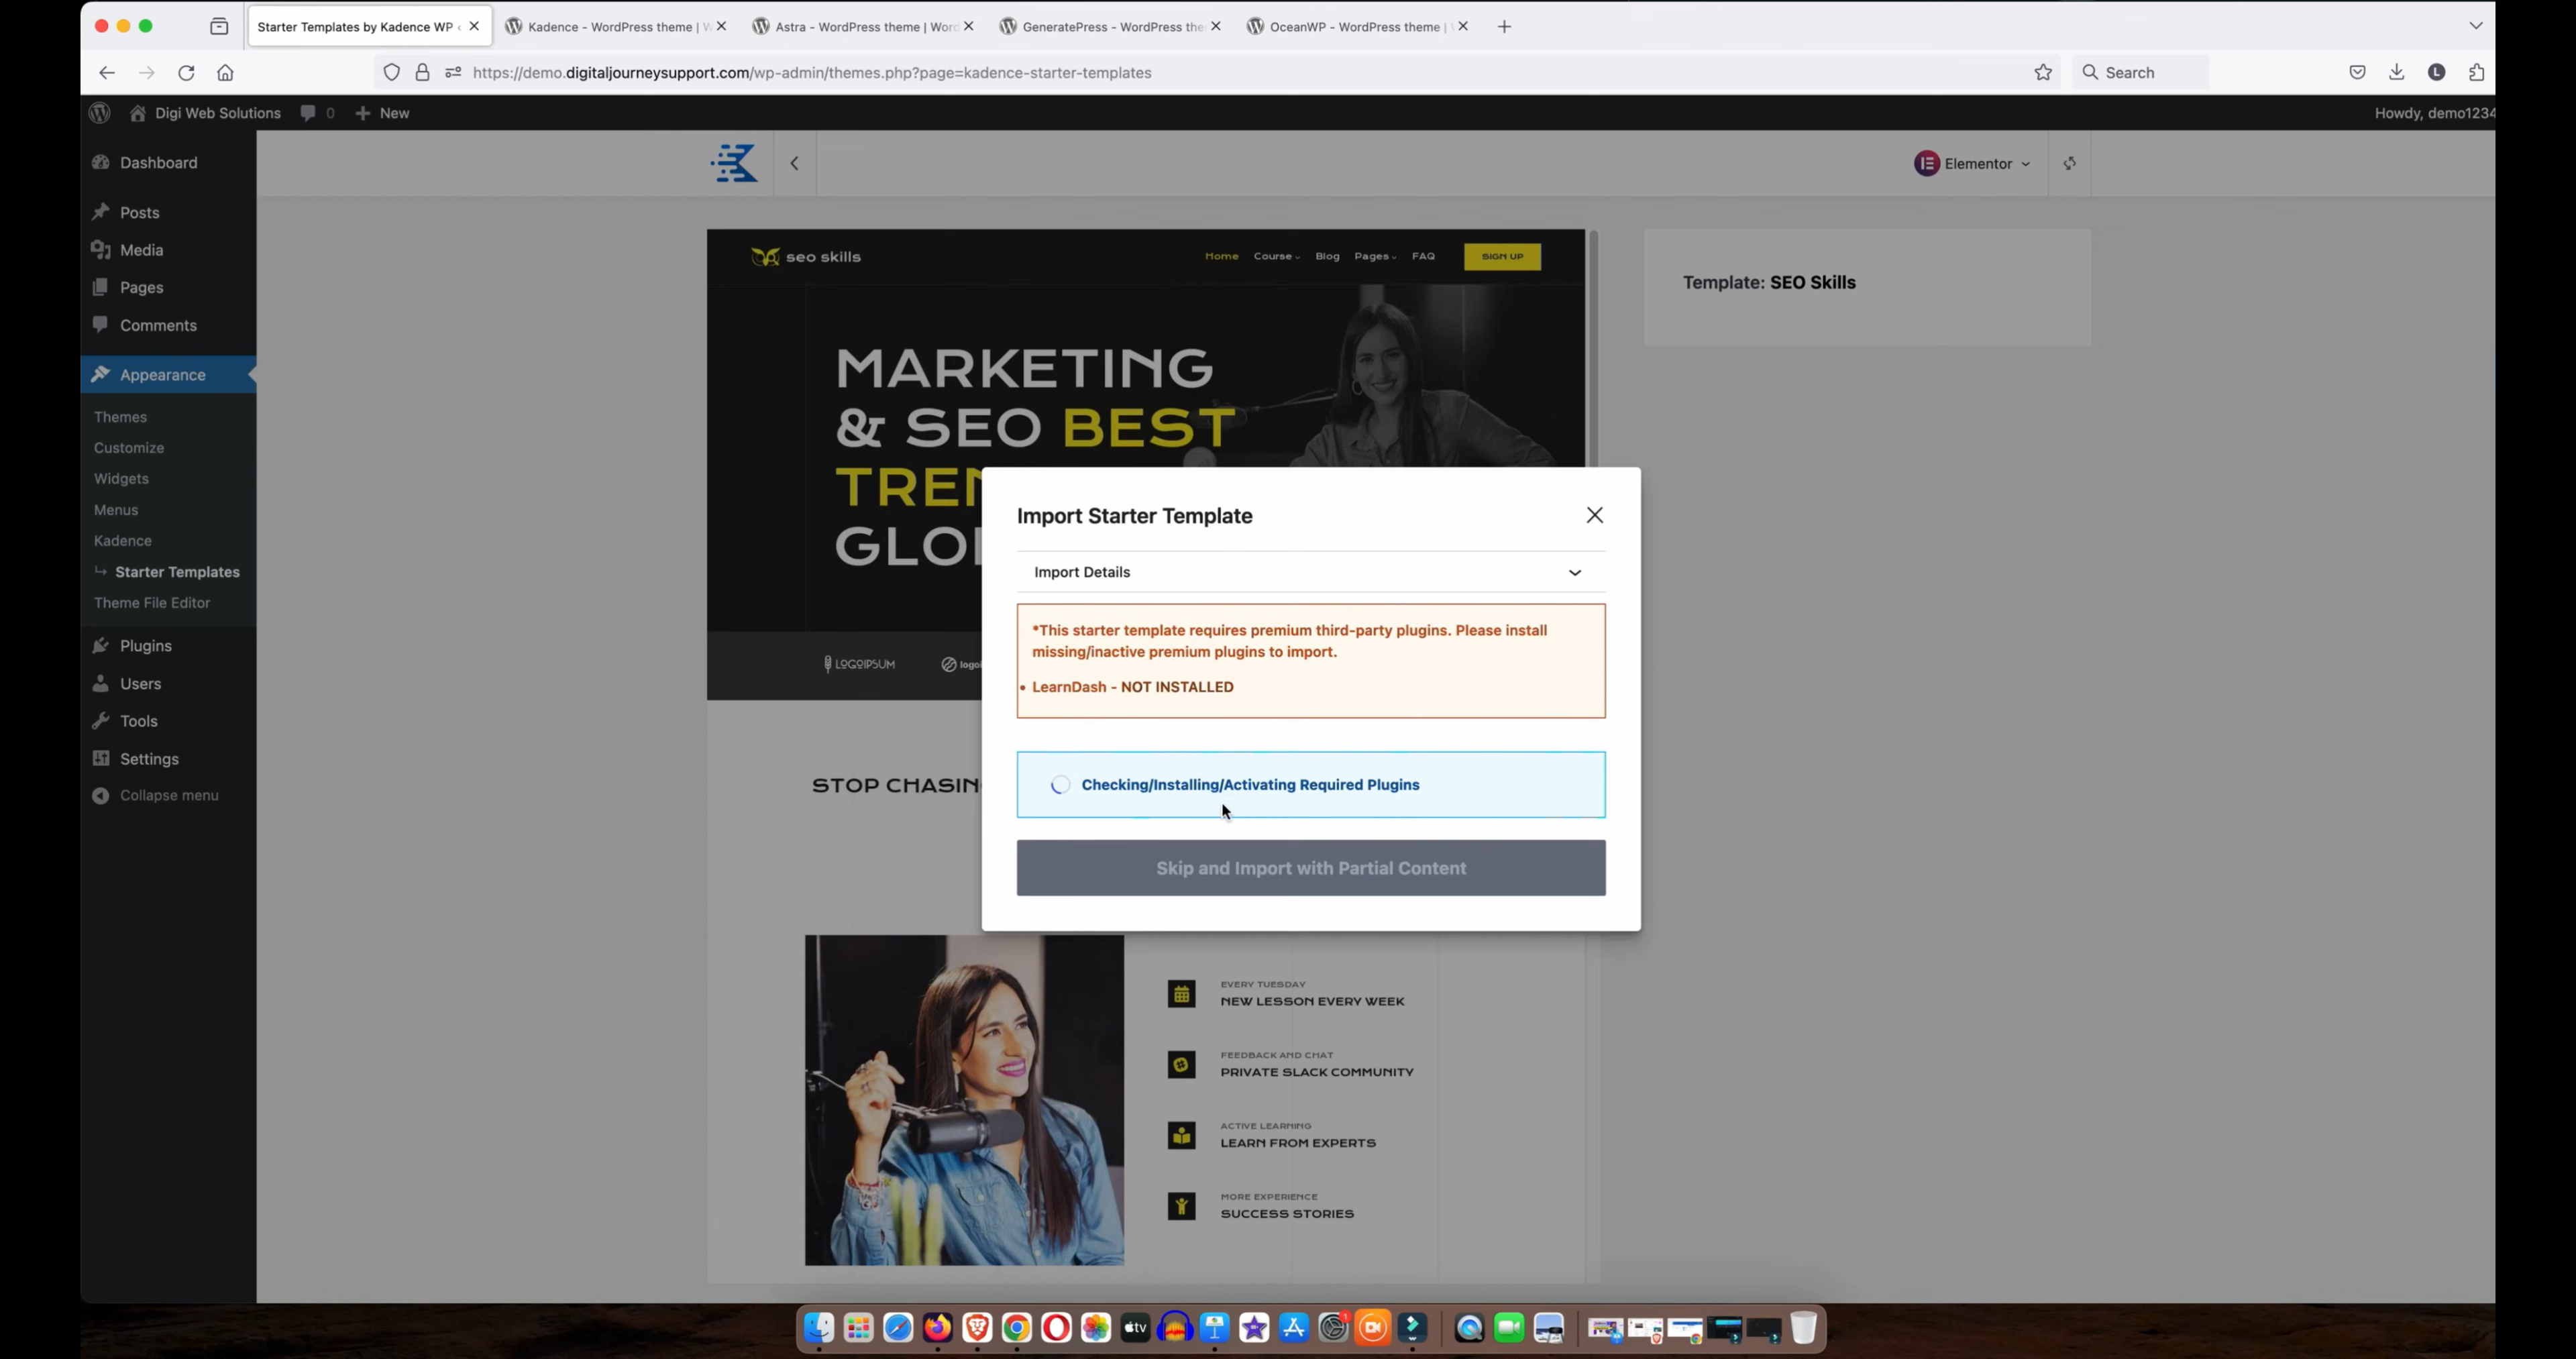 Starter Templates by Kadence WP ‹
Kadence – WordPress theme | W
Astra – WordPress theme | Word
GeneratePress – WordPress the
OceanWP – WordPress theme |
https://demo.digitaljourneysupport.com/wp-admin/themes.php?page=kadence-starter-templates
Search
L
Digi Web Solutions
0
New
Howdy, demo1234
Dashboard
Posts
Media
Pages
Comments
Appearance
Themes
Customize
Widgets
Menus
Kadence
Starter Templates
Theme File Editor
Plugins
Users
Tools
Settings
Collapse menu
Elementor
seo skills
Home Course Blog Pages FAQ SIGN UP
MARKETING
& SEO BEST
TREN
GLO
LOGOIPSUM
logoi
STOP CHASIN
Template: SEO Skills
Import Starter Template
Import Details
*This starter template requires premium third-party plugins. Please install
missing/inactive premium plugins to import.
• LearnDash - NOT INSTALLED
Checking/Installing/Activating Required Plugins
Skip and Import with Partial Content
EVERY TUESDAY
NEW LESSON EVERY WEEK
FEEDBACK AND CHAT
PRIVATE SLACK COMMUNITY
ACTIVE LEARNING
LEARN FROM EXPERTS
MORE EXPERIENCE
SUCCESS STORIES
tv
1